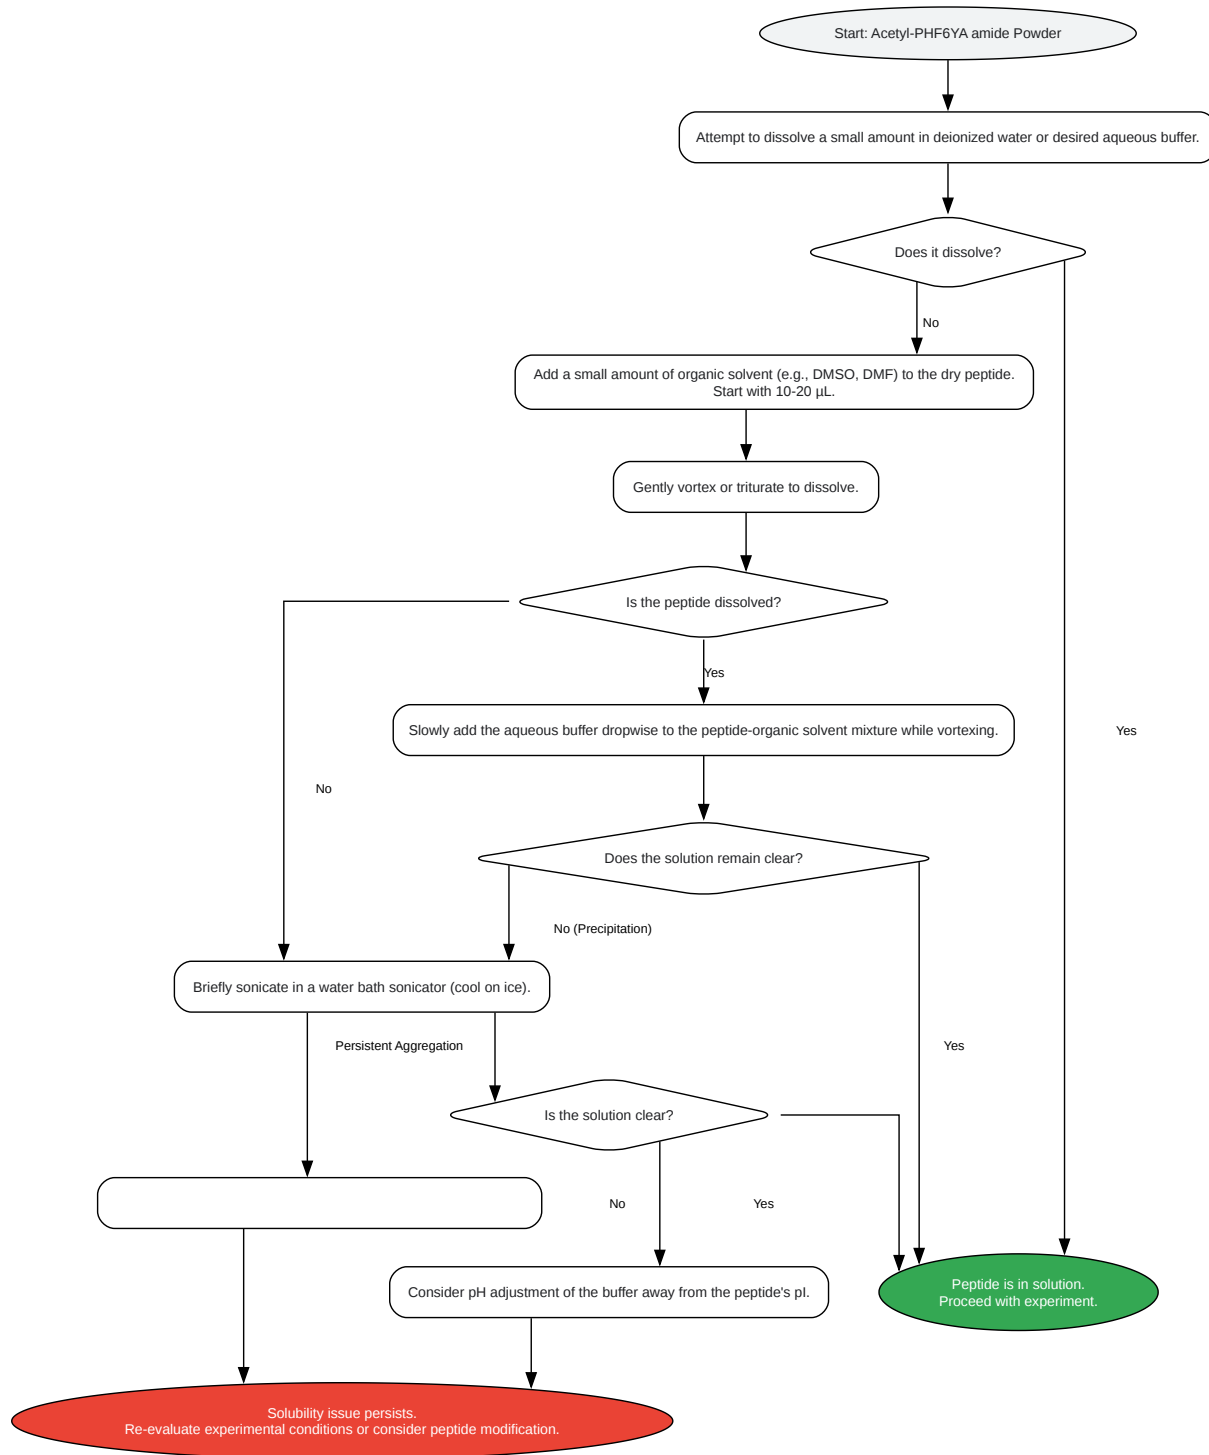 Start: Acetyl-PHF6YA amide Powder
Attempt to dissolve a small amount in deionized water or desired aqueous buffer.
Does it dissolve?
No
Add a small amount of organic solvent (e.g., DMSO, DMF) to the dry peptide.
Start with 10-20 µL.
Gently vortex or triturate to dissolve.
Is the peptide dissolved?
Yes
Slowly add the aqueous buffer dropwise to the peptide-organic solvent mixture while vortexing.
Yes
No
Does the solution remain clear?
No (Precipitation)
Briefly sonicate in a water bath sonicator (cool on ice).
Persistent Aggregation
Yes
Is the solution clear?
No
Yes
Consider pH adjustment of the buffer away from the peptide's pI.
Peptide is in solution.
Proceed with experiment.
Solubility issue persists.
Re-evaluate experimental conditions or consider peptide modification.